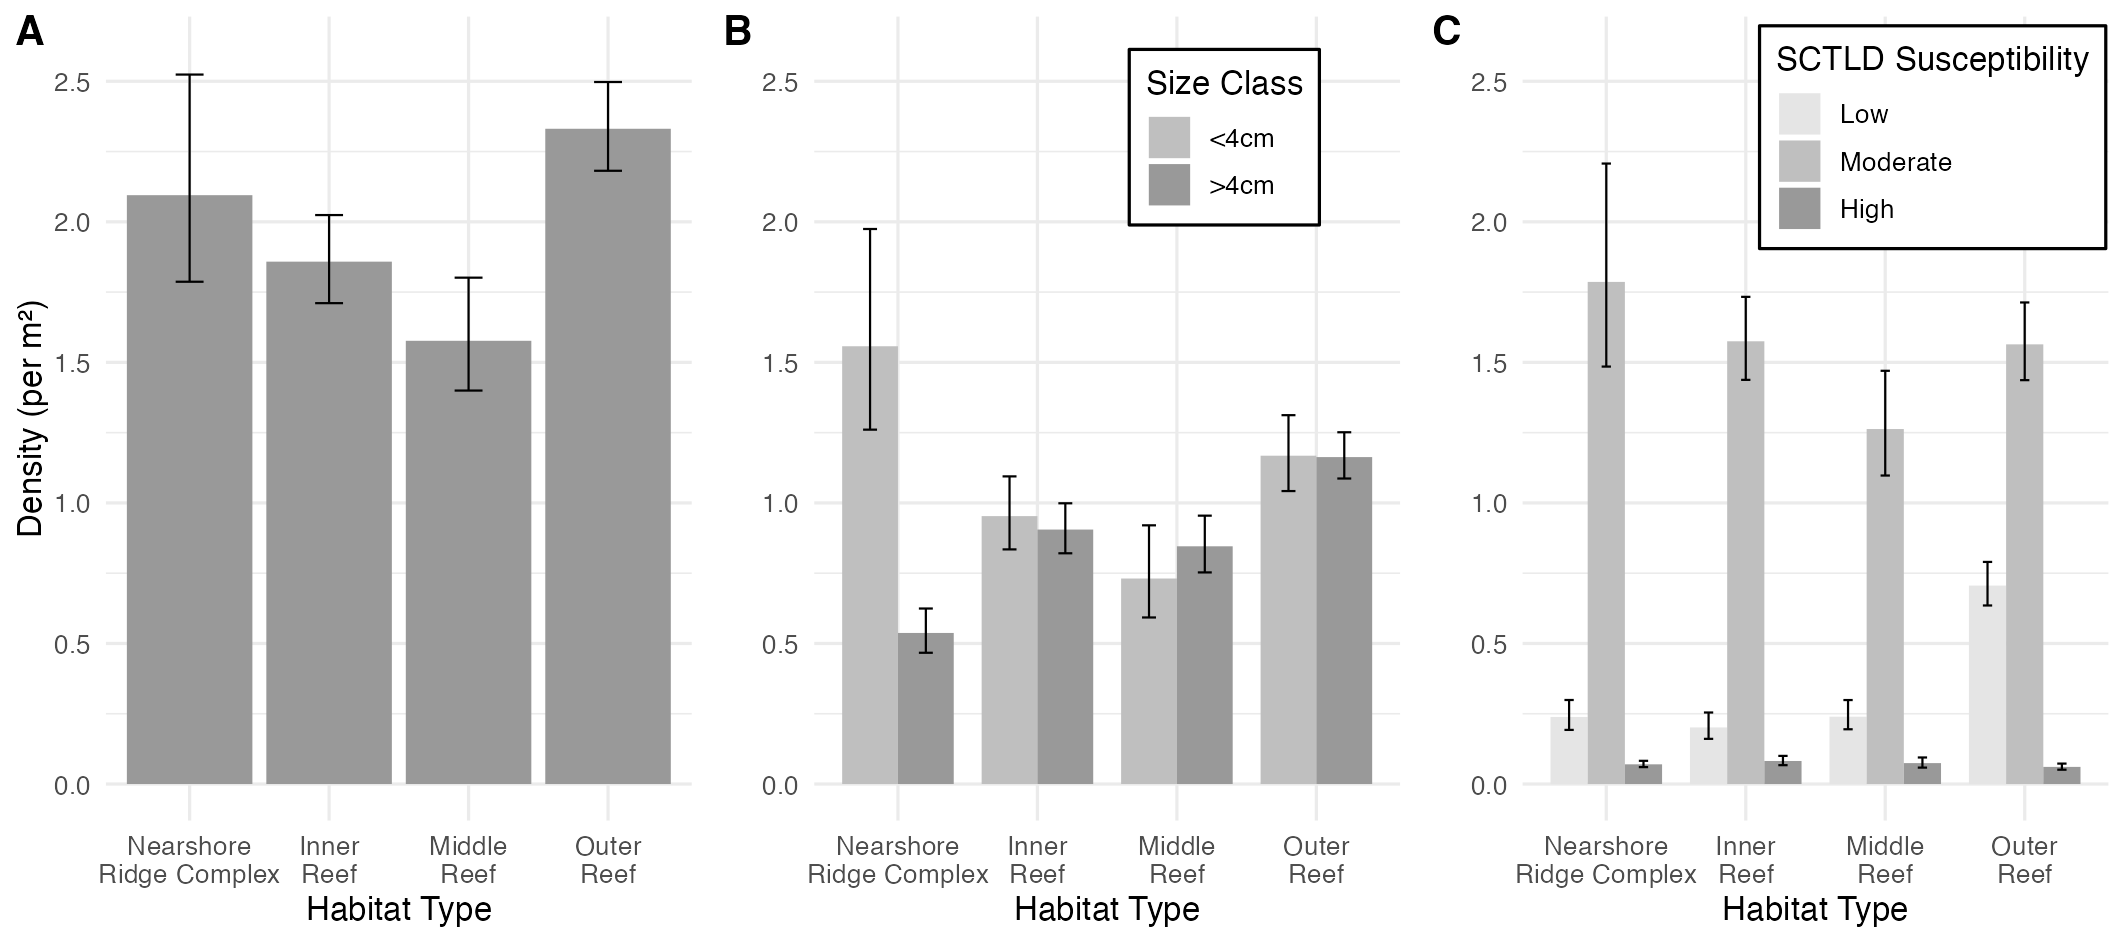 A
Density (per m²)
2.5
2.0
1.5
1.0
0.5
0.0
Nearshore
Ridge Complex
Inner
Reef
Middle
Reef
Outer
Reef
Habitat Type
B
Size Class
<4cm
>4cm
2.5
2.0
1.5
1.0
0.5
0.0
Nearshore
Ridge Complex
Inner
Reef
Middle
Reef
Outer
Reef
Habitat Type
C
SCTLD Susceptibility
Low
Moderate
High
2.5
2.0
1.5
1.0
0.5
0.0
Nearshore
Ridge Complex
Inner
Reef
Middle
Reef
Outer
Reef
Habitat Type